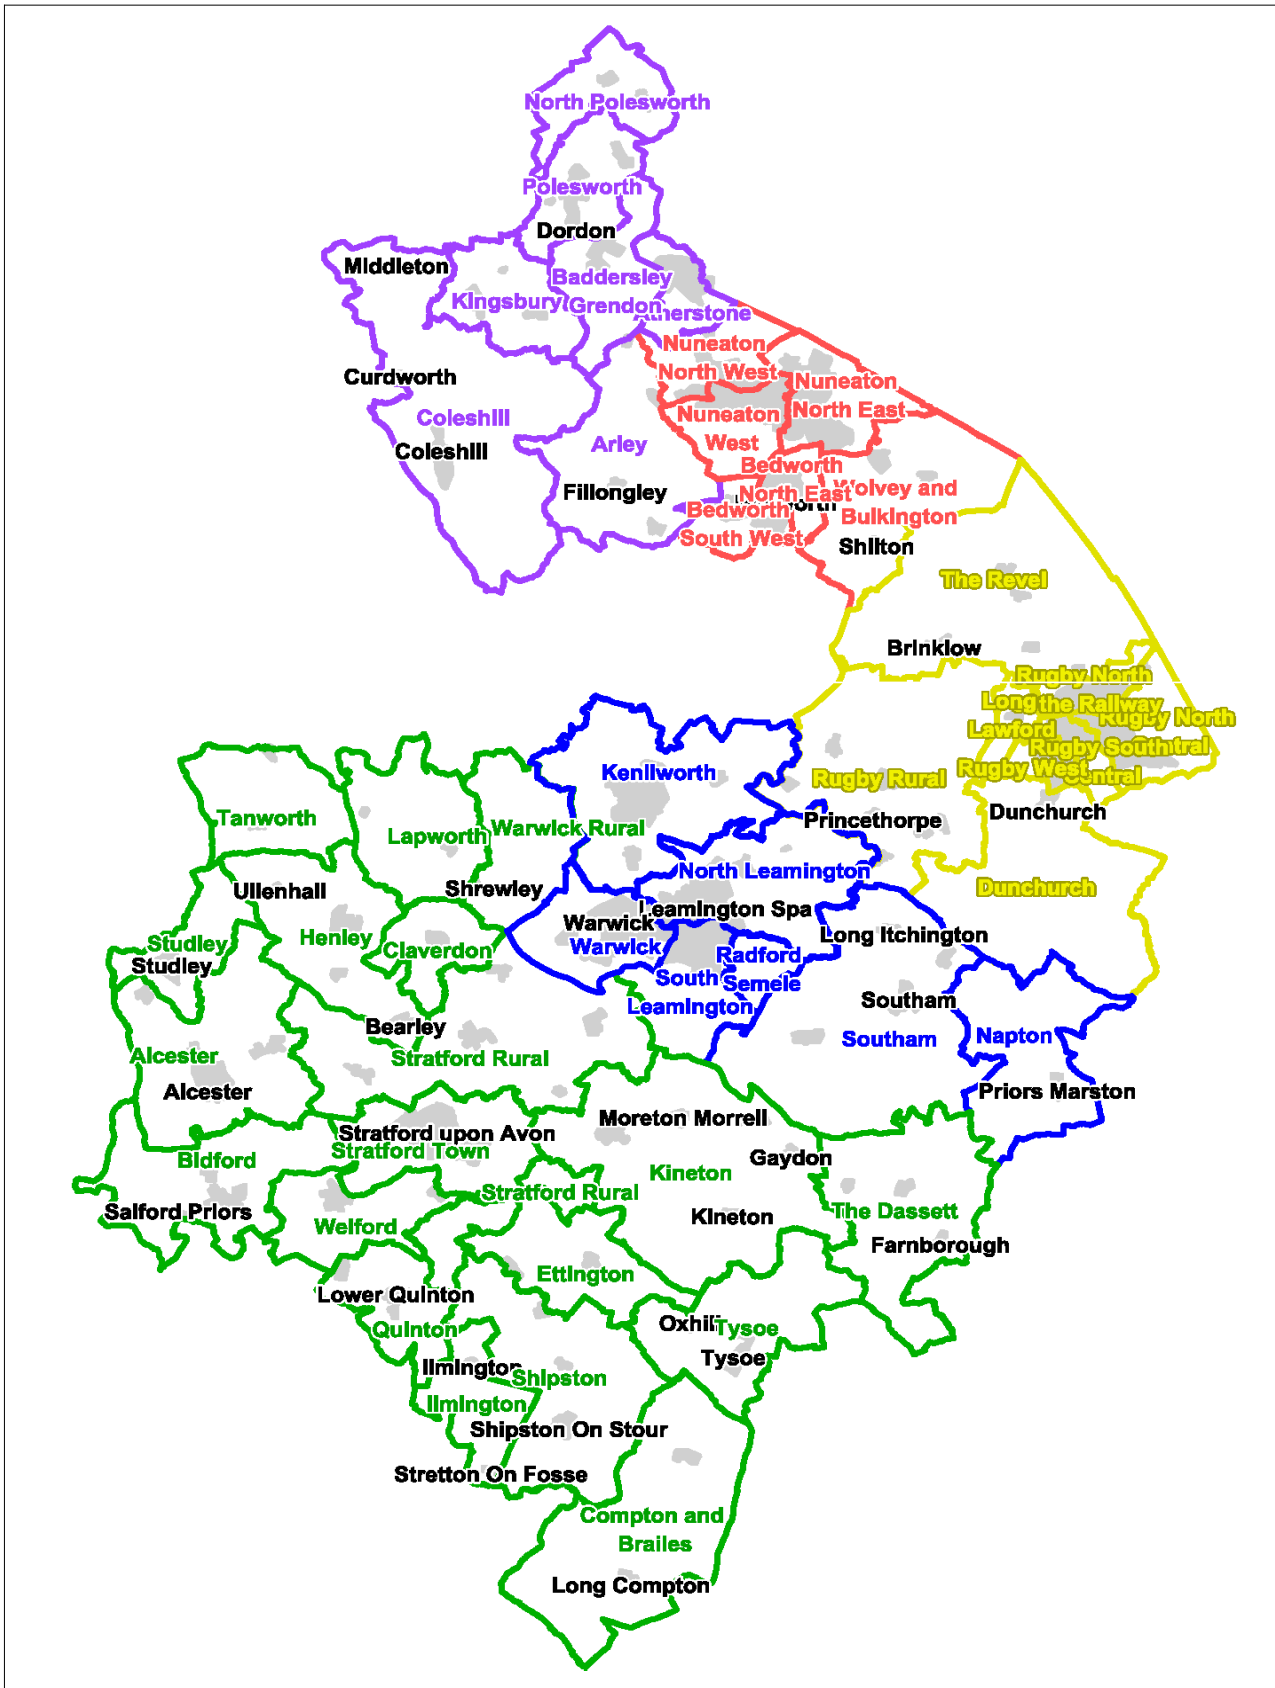 North Polesworth
Polesworth
Dordon
Middleton
Baddersley
Kingsbury
Grendon
Atherstone
Nuneaton
North West
Curdworth
Nuneaton
North East
Coleshill
Nuneaton
West
Arley
Coleshill
Bedworth
North East
Fillongley
Wolvey and
Bulkington
Bedworth
South West
Shilton
The Revel
Brinklow
Rugby North
Long
Lawford
the Railway
Rugby North
Rugby South
Central
Rugby West
Central
Kenilworth
Rugby Rural
Dunchurch
Tanworth
Lapworth
Warwick Rural
Princethorpe
North Leamington
Dunchurch
Ullenhall
Shrewley
Leamington Spa
Warwick
Warwick
Henley
Claverdon
Studley
Studley
Long Itchington
Radford
Semele
South
Leamington
Southam
Southam
Napton
Bearley
Stratford Rural
Alcester
Alcester
Priors Marston
Moreton Morrell
Stratford upon Avon
Stratford Town
Bidford
Gaydon
Kineton
Stratford Rural
Salford Priors
Welford
Kineton
The Dassett
Farnborough
Ettington
Lower Quinton
Quinton
Oxhill
Tysoe
Tysoe
Ilmington
Shipston
Ilmington
Shipston On Stour
Stretton On Fosse
Compton and
Brailes
Long Compton